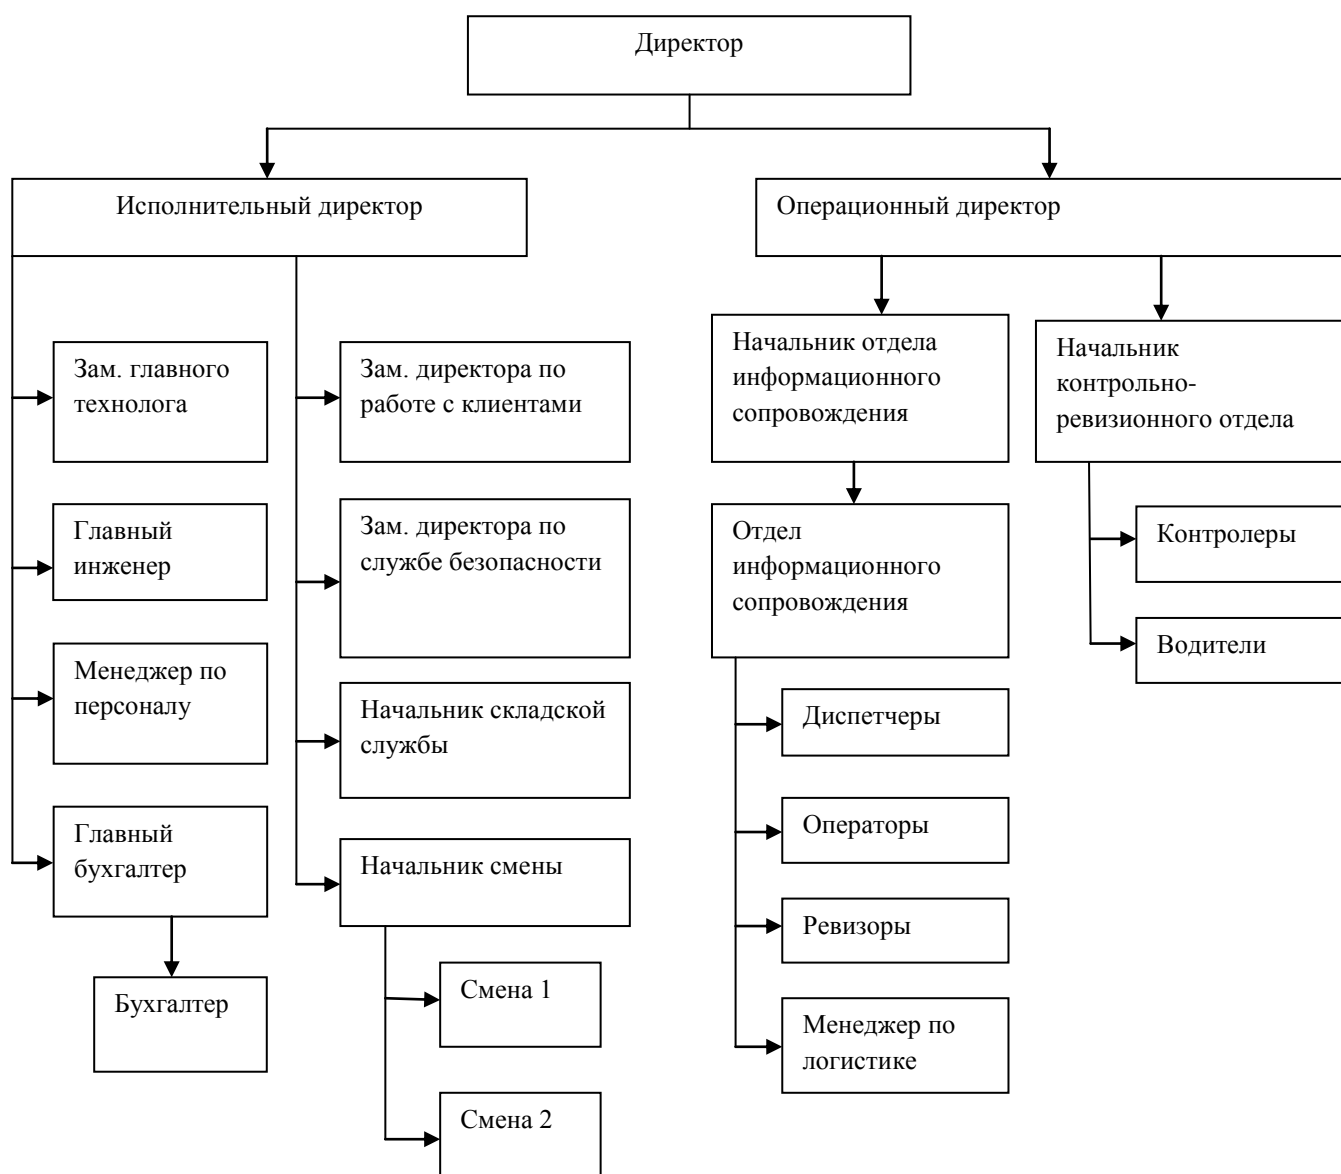 Директор
Исполнительный директор
Операционный директор
Зам. главного
технолога
Главный
инженер
Менеджер по
персоналу
Главный
бухгалтер
Бухгалтер
Зам. директора по
работе с клиентами
Зам. директора по
службе безопасности
Начальник складской
службы
Начальник смены
Смена 1
Смена 2
Начальник отдела
информационного
сопровождения
Отдел
информационного
сопровождения
Диспетчеры
Операторы
Ревизоры
Менеджер по
логистике
Начальник
контрольно-
ревизионного отдела
Контролеры
Водители